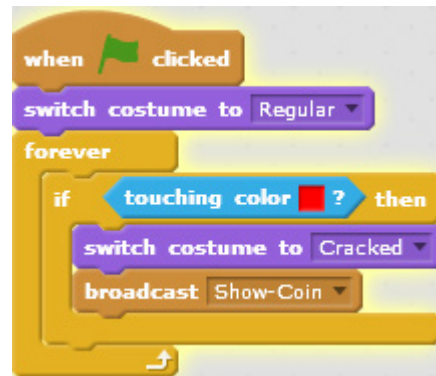 when clicked
switch costume to Regular
forever
if touching color ? then
switch costume to Cracked
broadcast Show-Coin